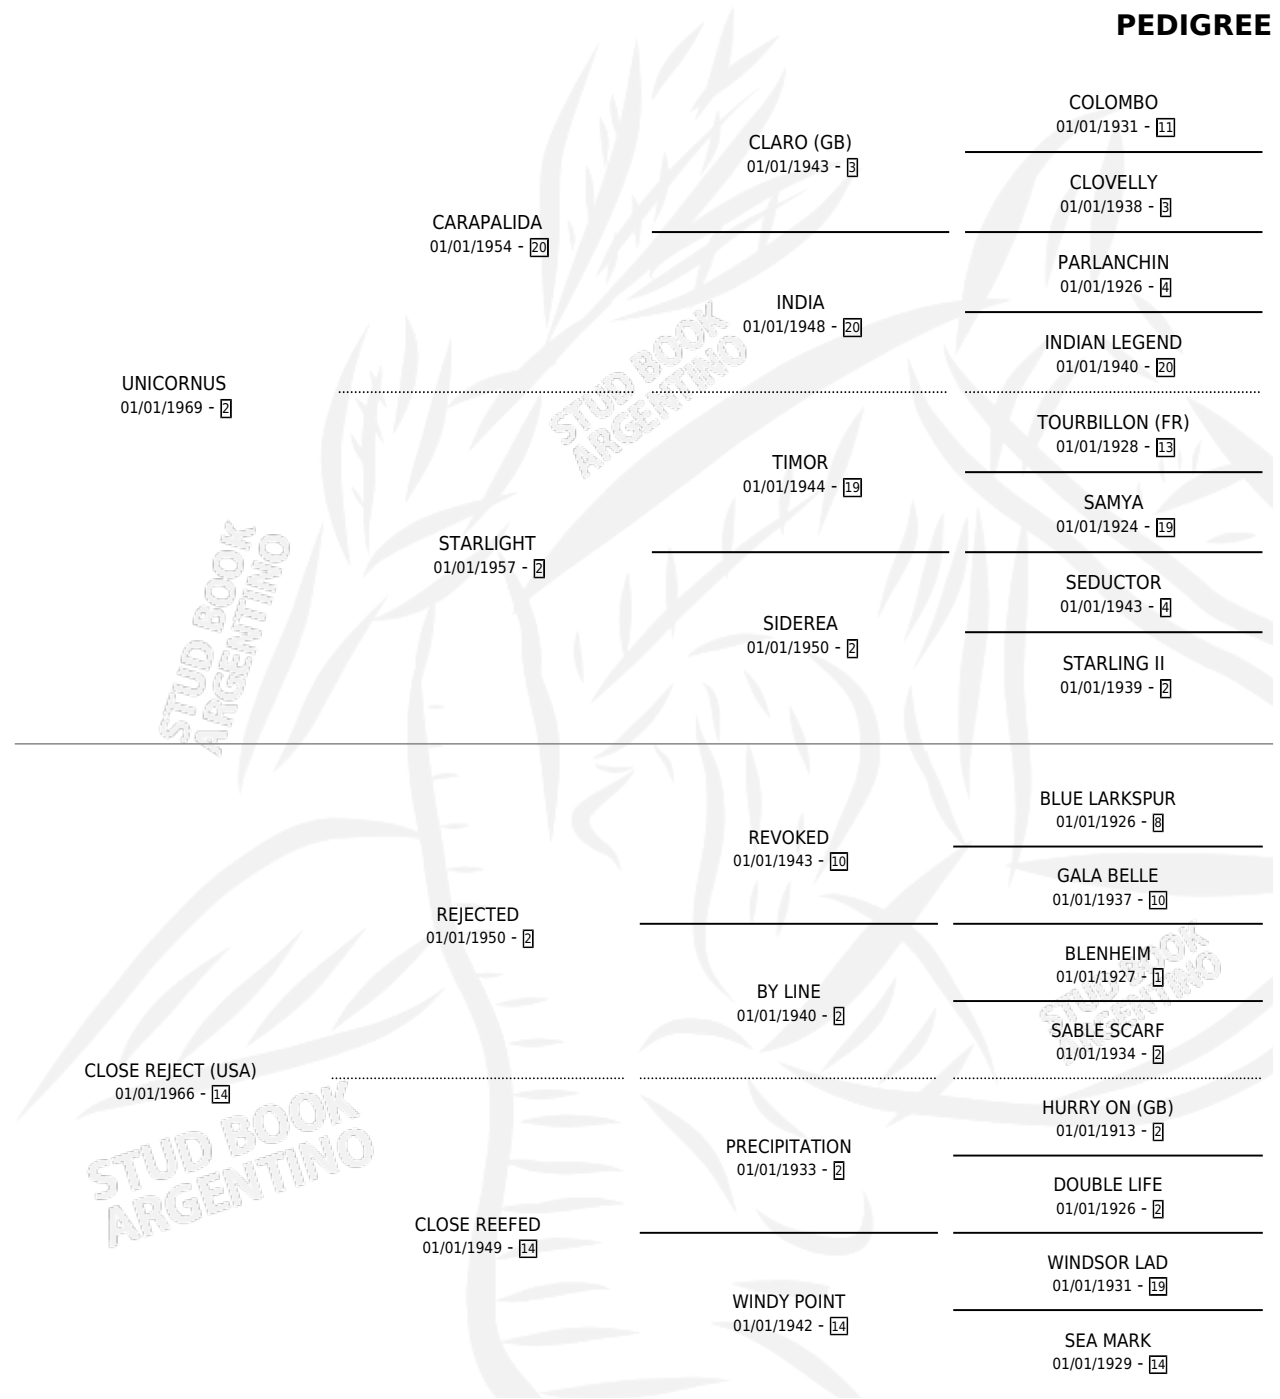 PEDIGREE
COLOMBO
01/01/1931 - 11
CLARO (GB)
01/01/1943 - 3
CLOVELLY
01/01/1938 - 3
CARAPALIDA
01/01/1954 - 20
PARLANCHIN
01/01/1926 - 4
INDIA
01/01/1948 - 20
INDIAN LEGEND
01/01/1940 - 20
UNICORNUS
01/01/1969 - 2
TOURBILLON (FR)
01/01/1928 - 13
TIMOR
01/01/1944 - 19
SAMYA
01/01/1924 - 19
STARLIGHT
01/01/1957 - 2
SEDUCTOR
01/01/1943 - 4
SIDEREA
01/01/1950 - 2
STARLING II
01/01/1939 - 2
BLUE LARKSPUR
01/01/1926 - 8
REVOKED
01/01/1943 - 10
GALA BELLE
01/01/1937 - 10
REJECTED
01/01/1950 - 2
BLENHEIM
01/01/1927 - 1
BY LINE
01/01/1940 - 2
SABLE SCARF
01/01/1934 - 2
CLOSE REJECT (USA)
01/01/1966 - 14
HURRY ON (GB)
01/01/1913 - 2
PRECIPITATION
01/01/1933 - 2
DOUBLE LIFE
01/01/1926 - 2
CLOSE REEFED
01/01/1949 - 14
WINDSOR LAD
01/01/1931 - 19
WINDY POINT
01/01/1942 - 14
SEA MARK
01/01/1929 - 14
STUD BOOK
ARGENTINO
STUD BOOK
ARGENTINO
STUD BOOK
ARGENTINO
STUD BOOK
ARGENTINO